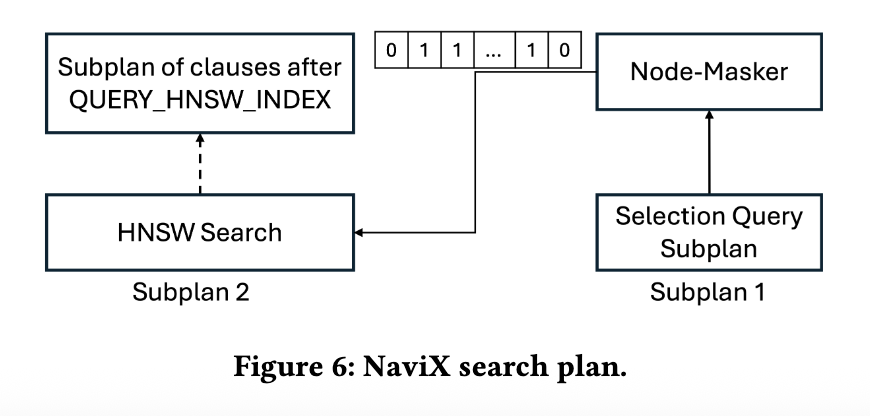 Subplan of clauses after
QUERY_HNSW_INDEX
0 1 1 ... 1 0
Node-Masker
HNSW Search
Selection Query
Subplan
Subplan 2
Subplan 1
Figure 6: NaviX search plan.